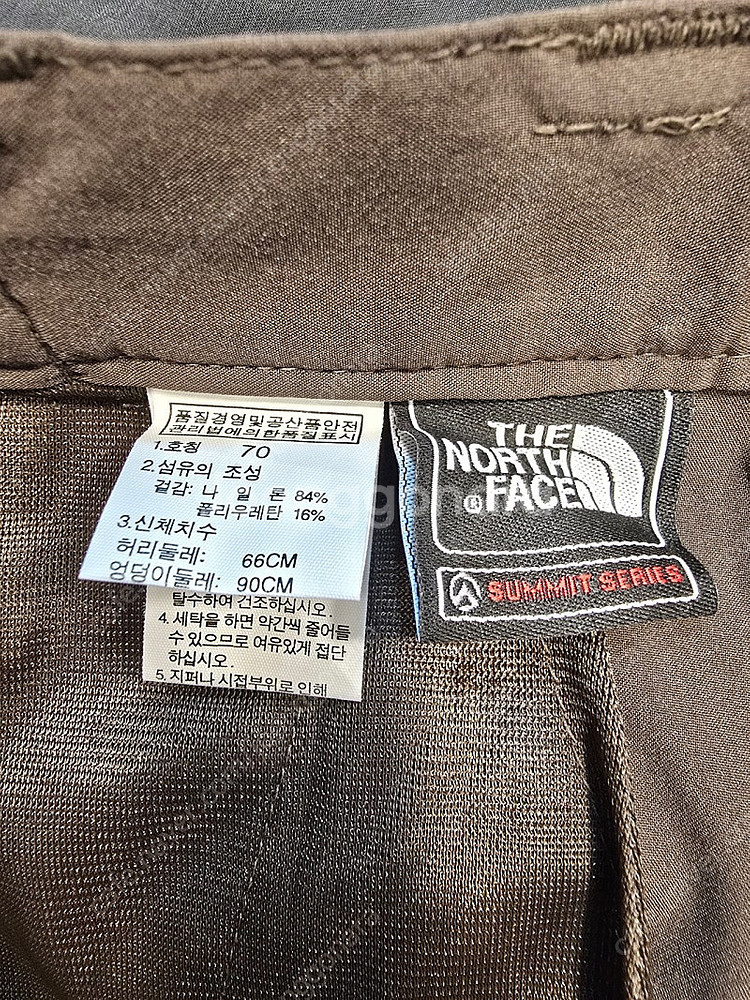 품질경영및공산품안전
관리법에의한품질표시
1.호칭 70
2.섬유의 조성
겉감: 나 일 론 84%
폴리우레탄 16%
3.신체치수
허리둘레: 66CM
엉덩이둘레: 90CM
탈수하여 건조하십시오.
4. 세탁을 하면 약간씩 줄어들
수 있으므로 여유있게 접단
하십시오.
5. 지퍼나 시접부위로 인해
THE
NORTH
® FACE
SUMMIT SERIES